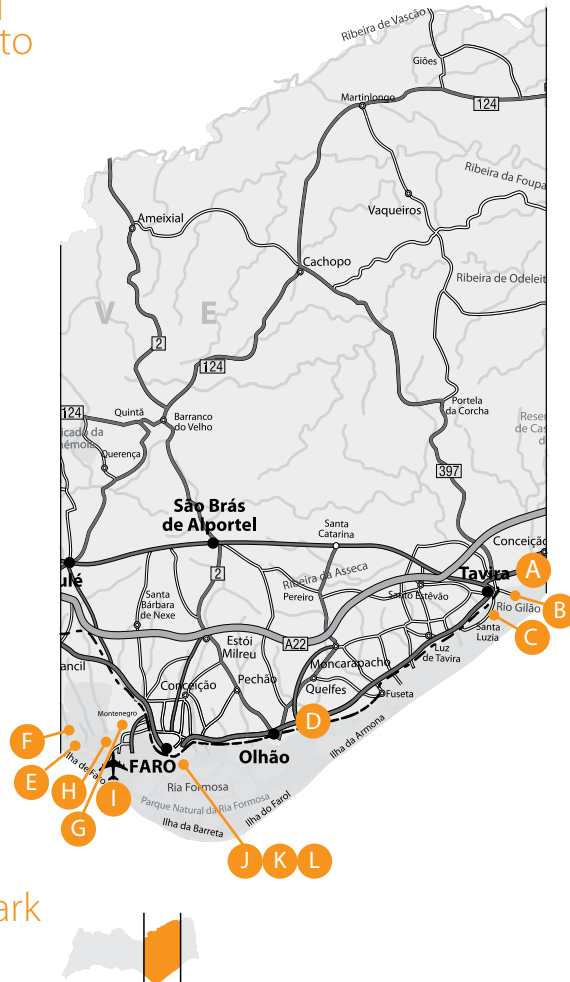 to
Ribeira de Vascão
Giões
Martinlongo
124
Ribeira da Foupa
Vaqueiros
Ameixial
Cachopo
Ribeira de Odeleit
V E
2
124
Portela
da Corcha
124
Quintã
Barranco
do Velho
Querença
397
São Brás
de Alportel
Santa
Catarina
Conceição
Tavira
A
ulé
2
Ribeira da Asseca
Pereiro
Santo Estêvão
B
Rio Gilão
C
Santa
Luzia
Santa
Bárbara
de Nexe
Estói
Milreu
A22
Luz
de Tavira
Moncarapacho
ancil
Conceição
Pechão
Quelfes
Fuseta
Montenegro
D
F
E
H
Ilha de Faro
I
G
FARO
Olhão
Ilha da Armona
Ria Formosa
Parque Natural da Ria Formosa
Ilha do Farol
Ilha da Barreta
J K L
ark